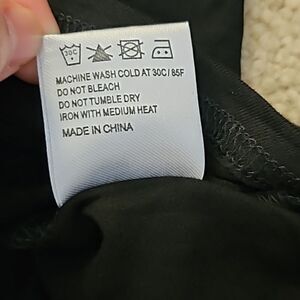 30C
MACHINE WASH COLD AT 30C / 85F
DO NOT BLEACH
DO NOT TUMBLE DRY
IRON WITH MEDIUM HEAT
MADE IN CHINA